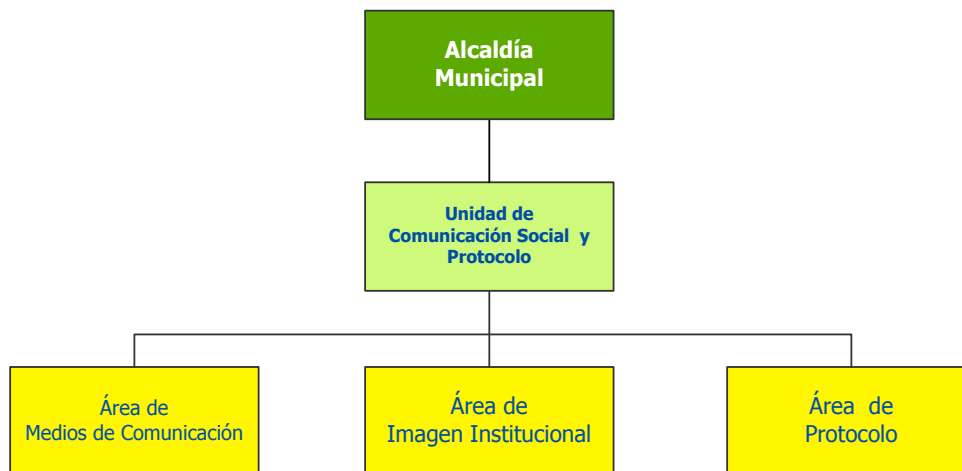 Alcaldía
Municipal
Unidad de
Comunicación Social y
Protocolo
Área de
Medios de Comunicación
Área de
Imagen Institucional
Área de
Protocolo